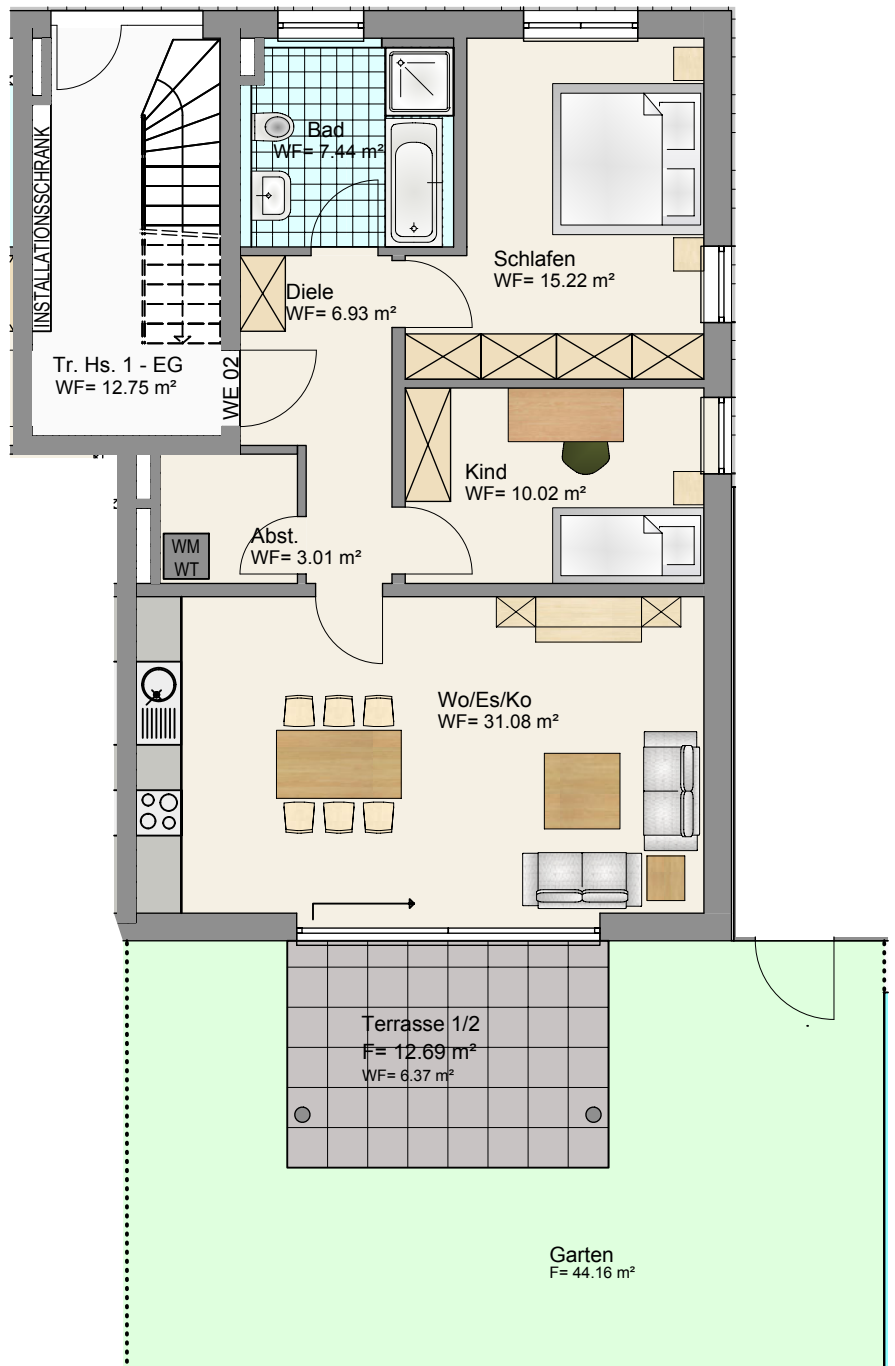 INSTALLATIONSSCHRANK
Bad
WF= 7.44 m²
Schlafen
WF= 15.22 m²
Diele
WF= 6.93 m²
Tr. Hs. 1 - EG
WF= 12.75 m²
WE 02
Kind
WF= 10.02 m²
Abst.
WF= 3.01 m²
WM
WT
Wo/Es/Ko
WF= 31.08 m²
Terrasse 1/2
F= 12.69 m²
WF= 6.37 m²
Garten
F= 44.16 m²